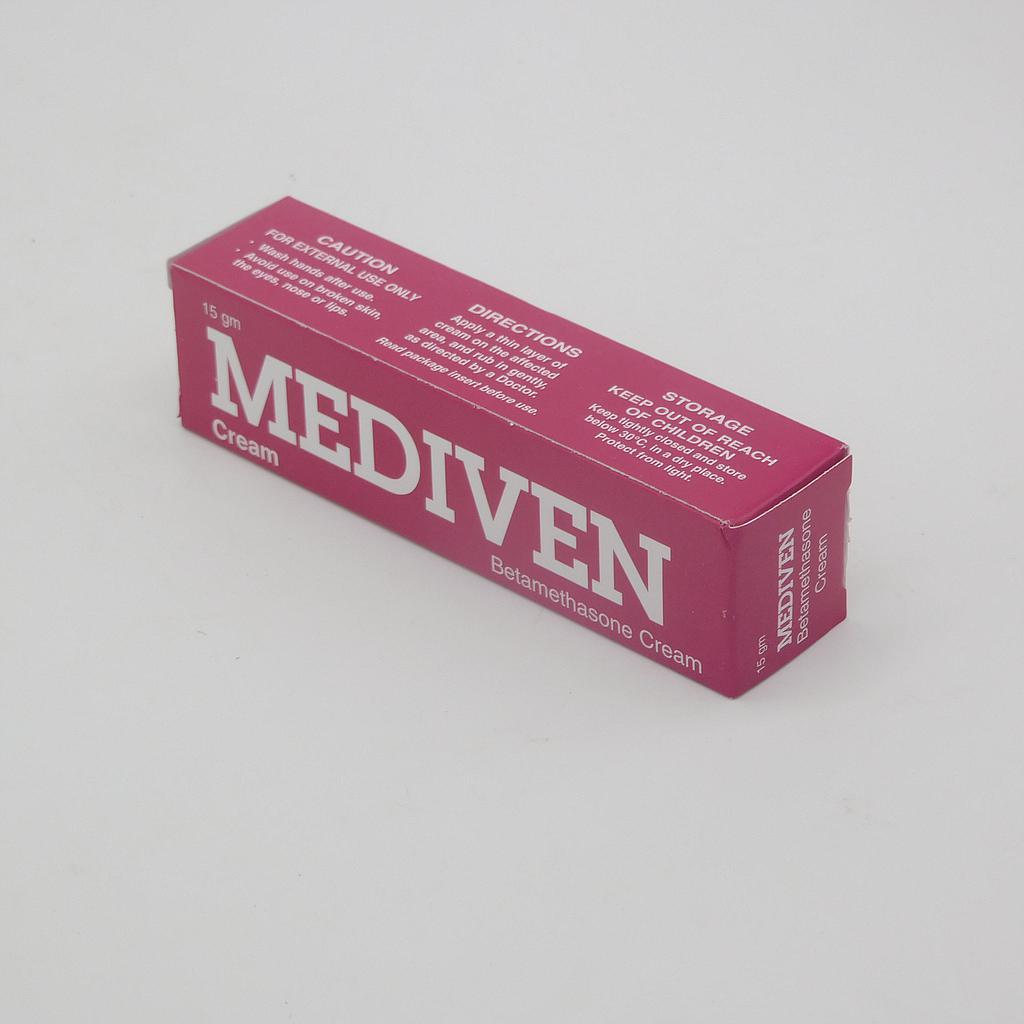 CAUTION
FOR EXTERNAL USE ONLY
· Wash hands after use.
· Avoid use on broken skin,
the eyes, nose or lips.
DIRECTIONS
Apply a thin layer of
cream on the affected
area, and rub in gently,
as directed by a Doctor.
Read package insert before use.
STORAGE
KEEP OUT OF REACH
OF CHILDREN
Keep tightly closed and store
below 30°C, in a dry place.
Protect from light.
15 gm
MEDIVEN
Cream
Betamethasone Cream
15 gm
MEDIVEN
Betamethasone
Cream